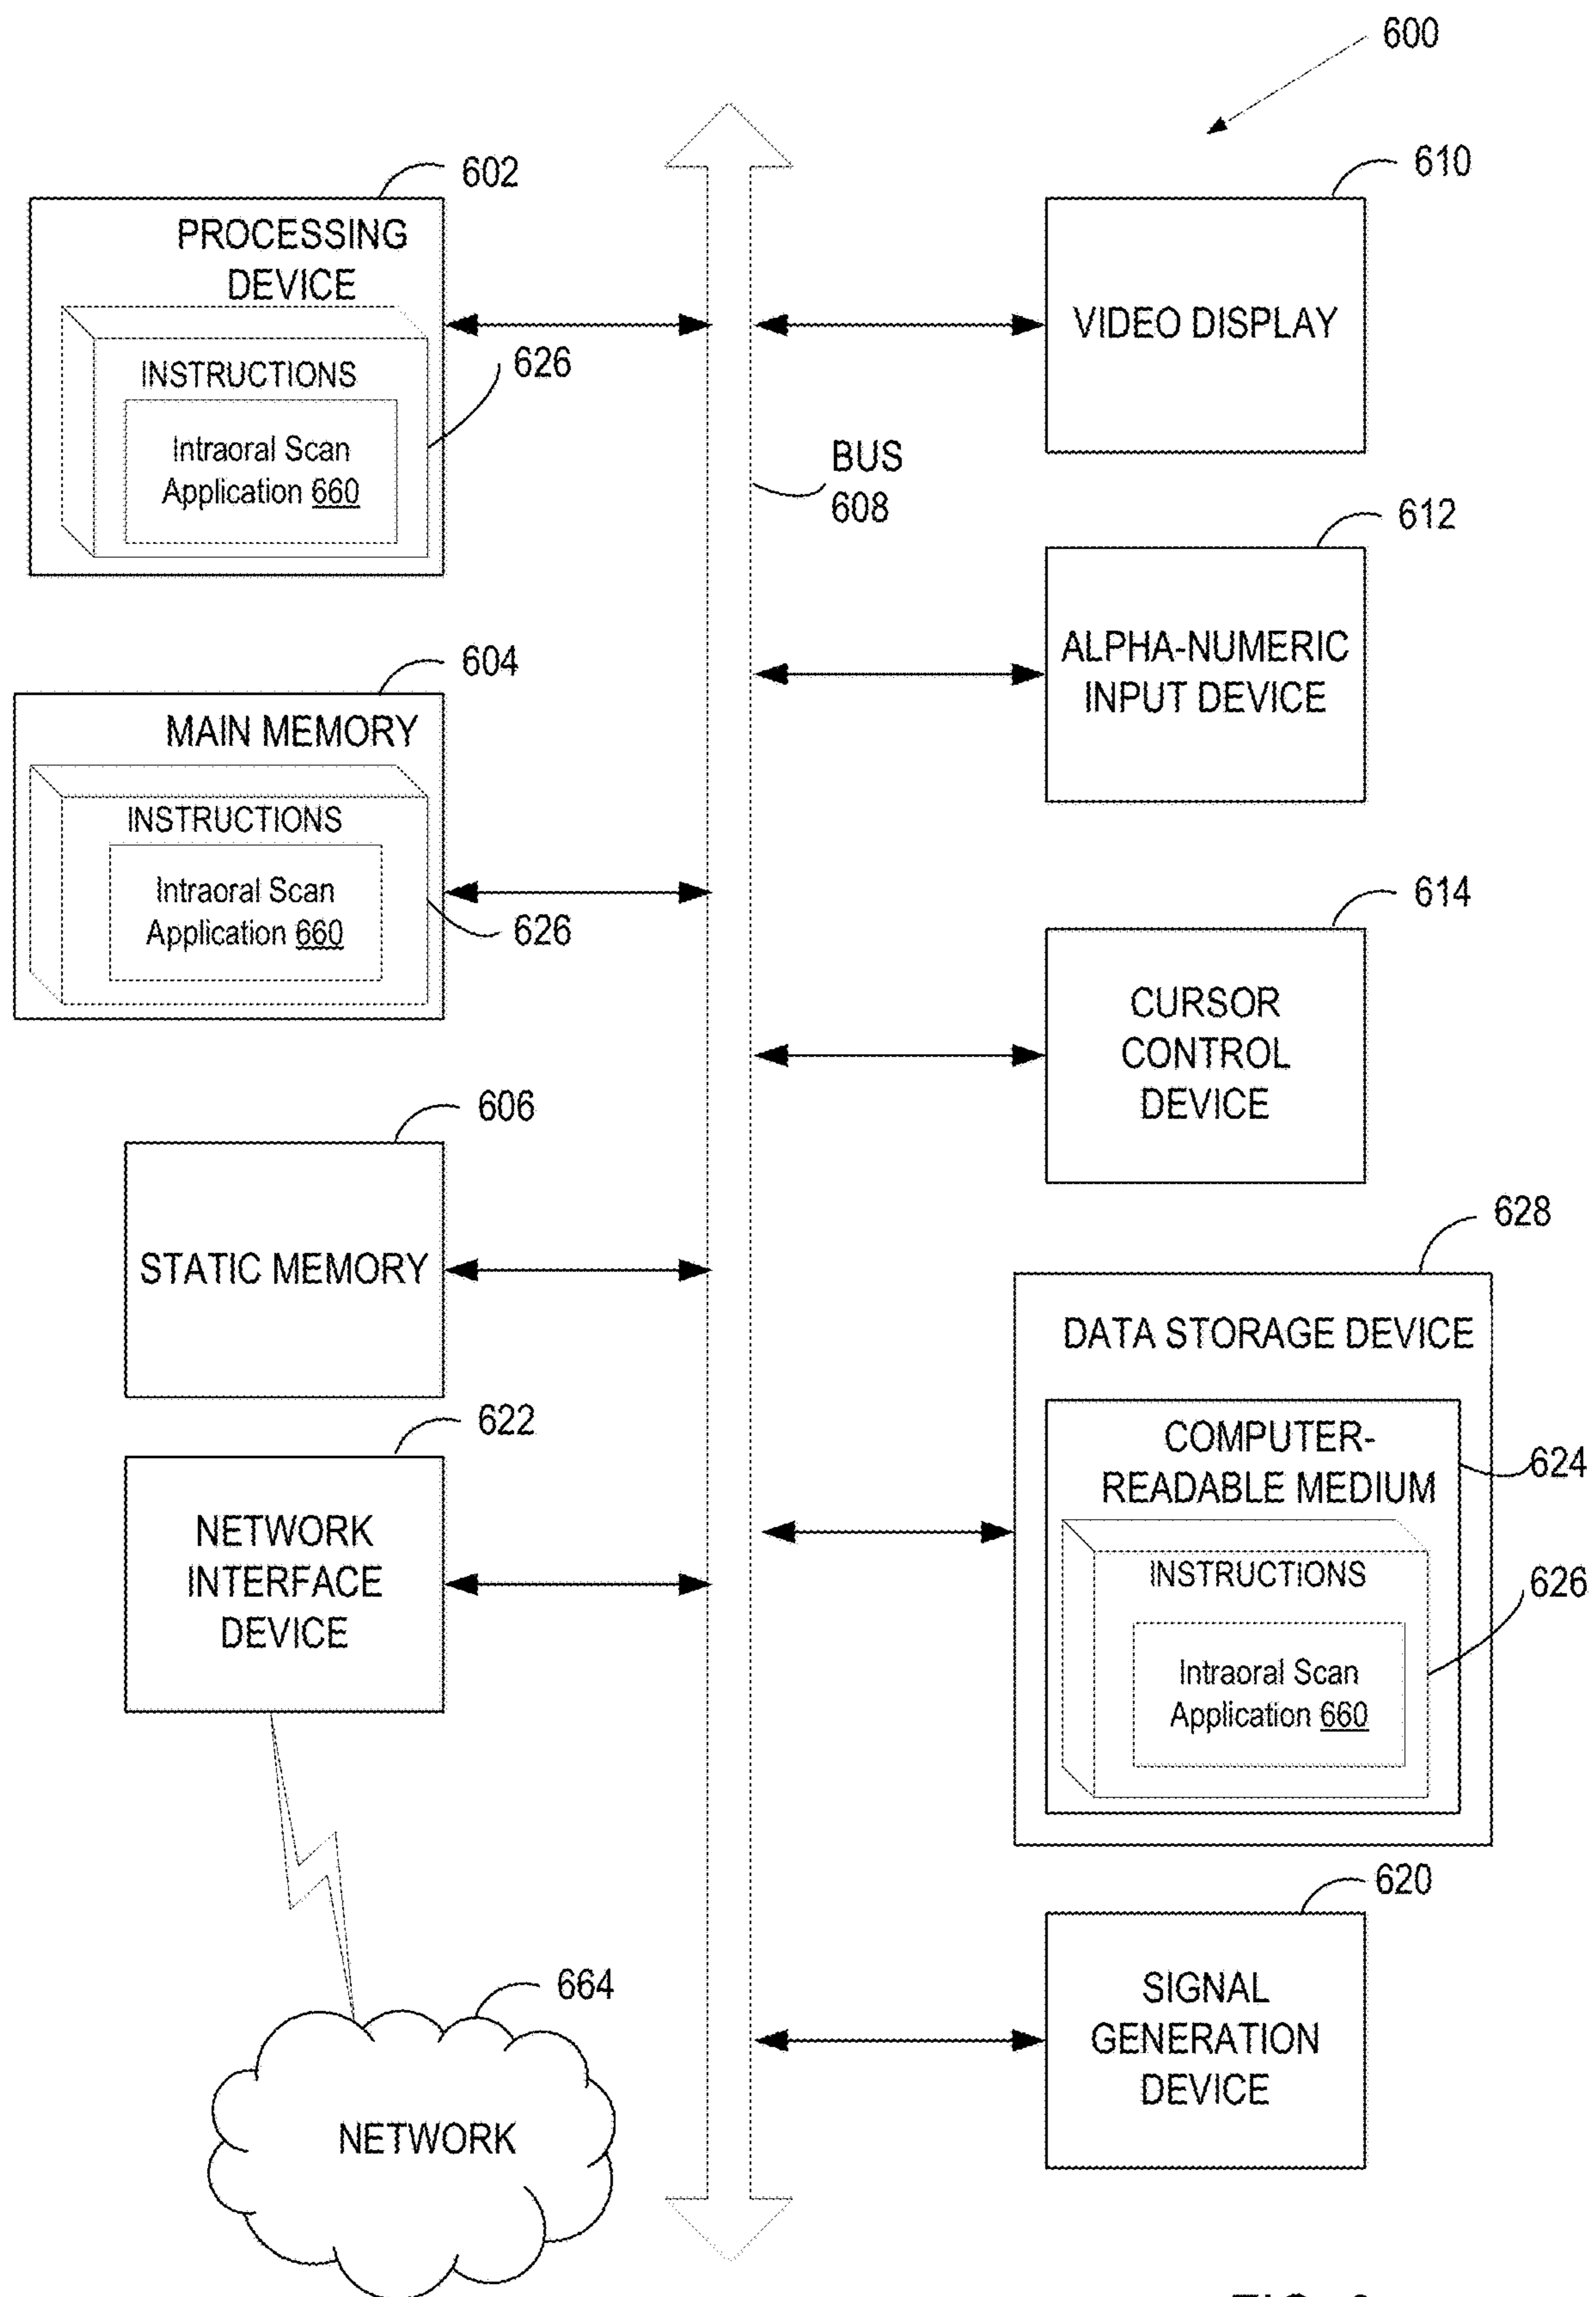 600
602
PROCESSING
DEVICE
INSTRUCTIONS
626
Intraoral Scan
Application 660
604
MAIN MEMORY
INSTRUCTIONS
Intraoral Scan
Application 660
626
606
STATIC MEMORY
622
NETWORK
INTERFACE
DEVICE
664
NETWORK
BUS
608
610
VIDEO DISPLAY
612
ALPHA-NUMERIC
INPUT DEVICE
614
CURSOR
CONTROL
DEVICE
628
DATA STORAGE DEVICE
COMPUTER-
READABLE MEDIUM
624
INSTRUCTIONS
626
Intraoral Scan
Application 660
620
SIGNAL
GENERATION
DEVICE